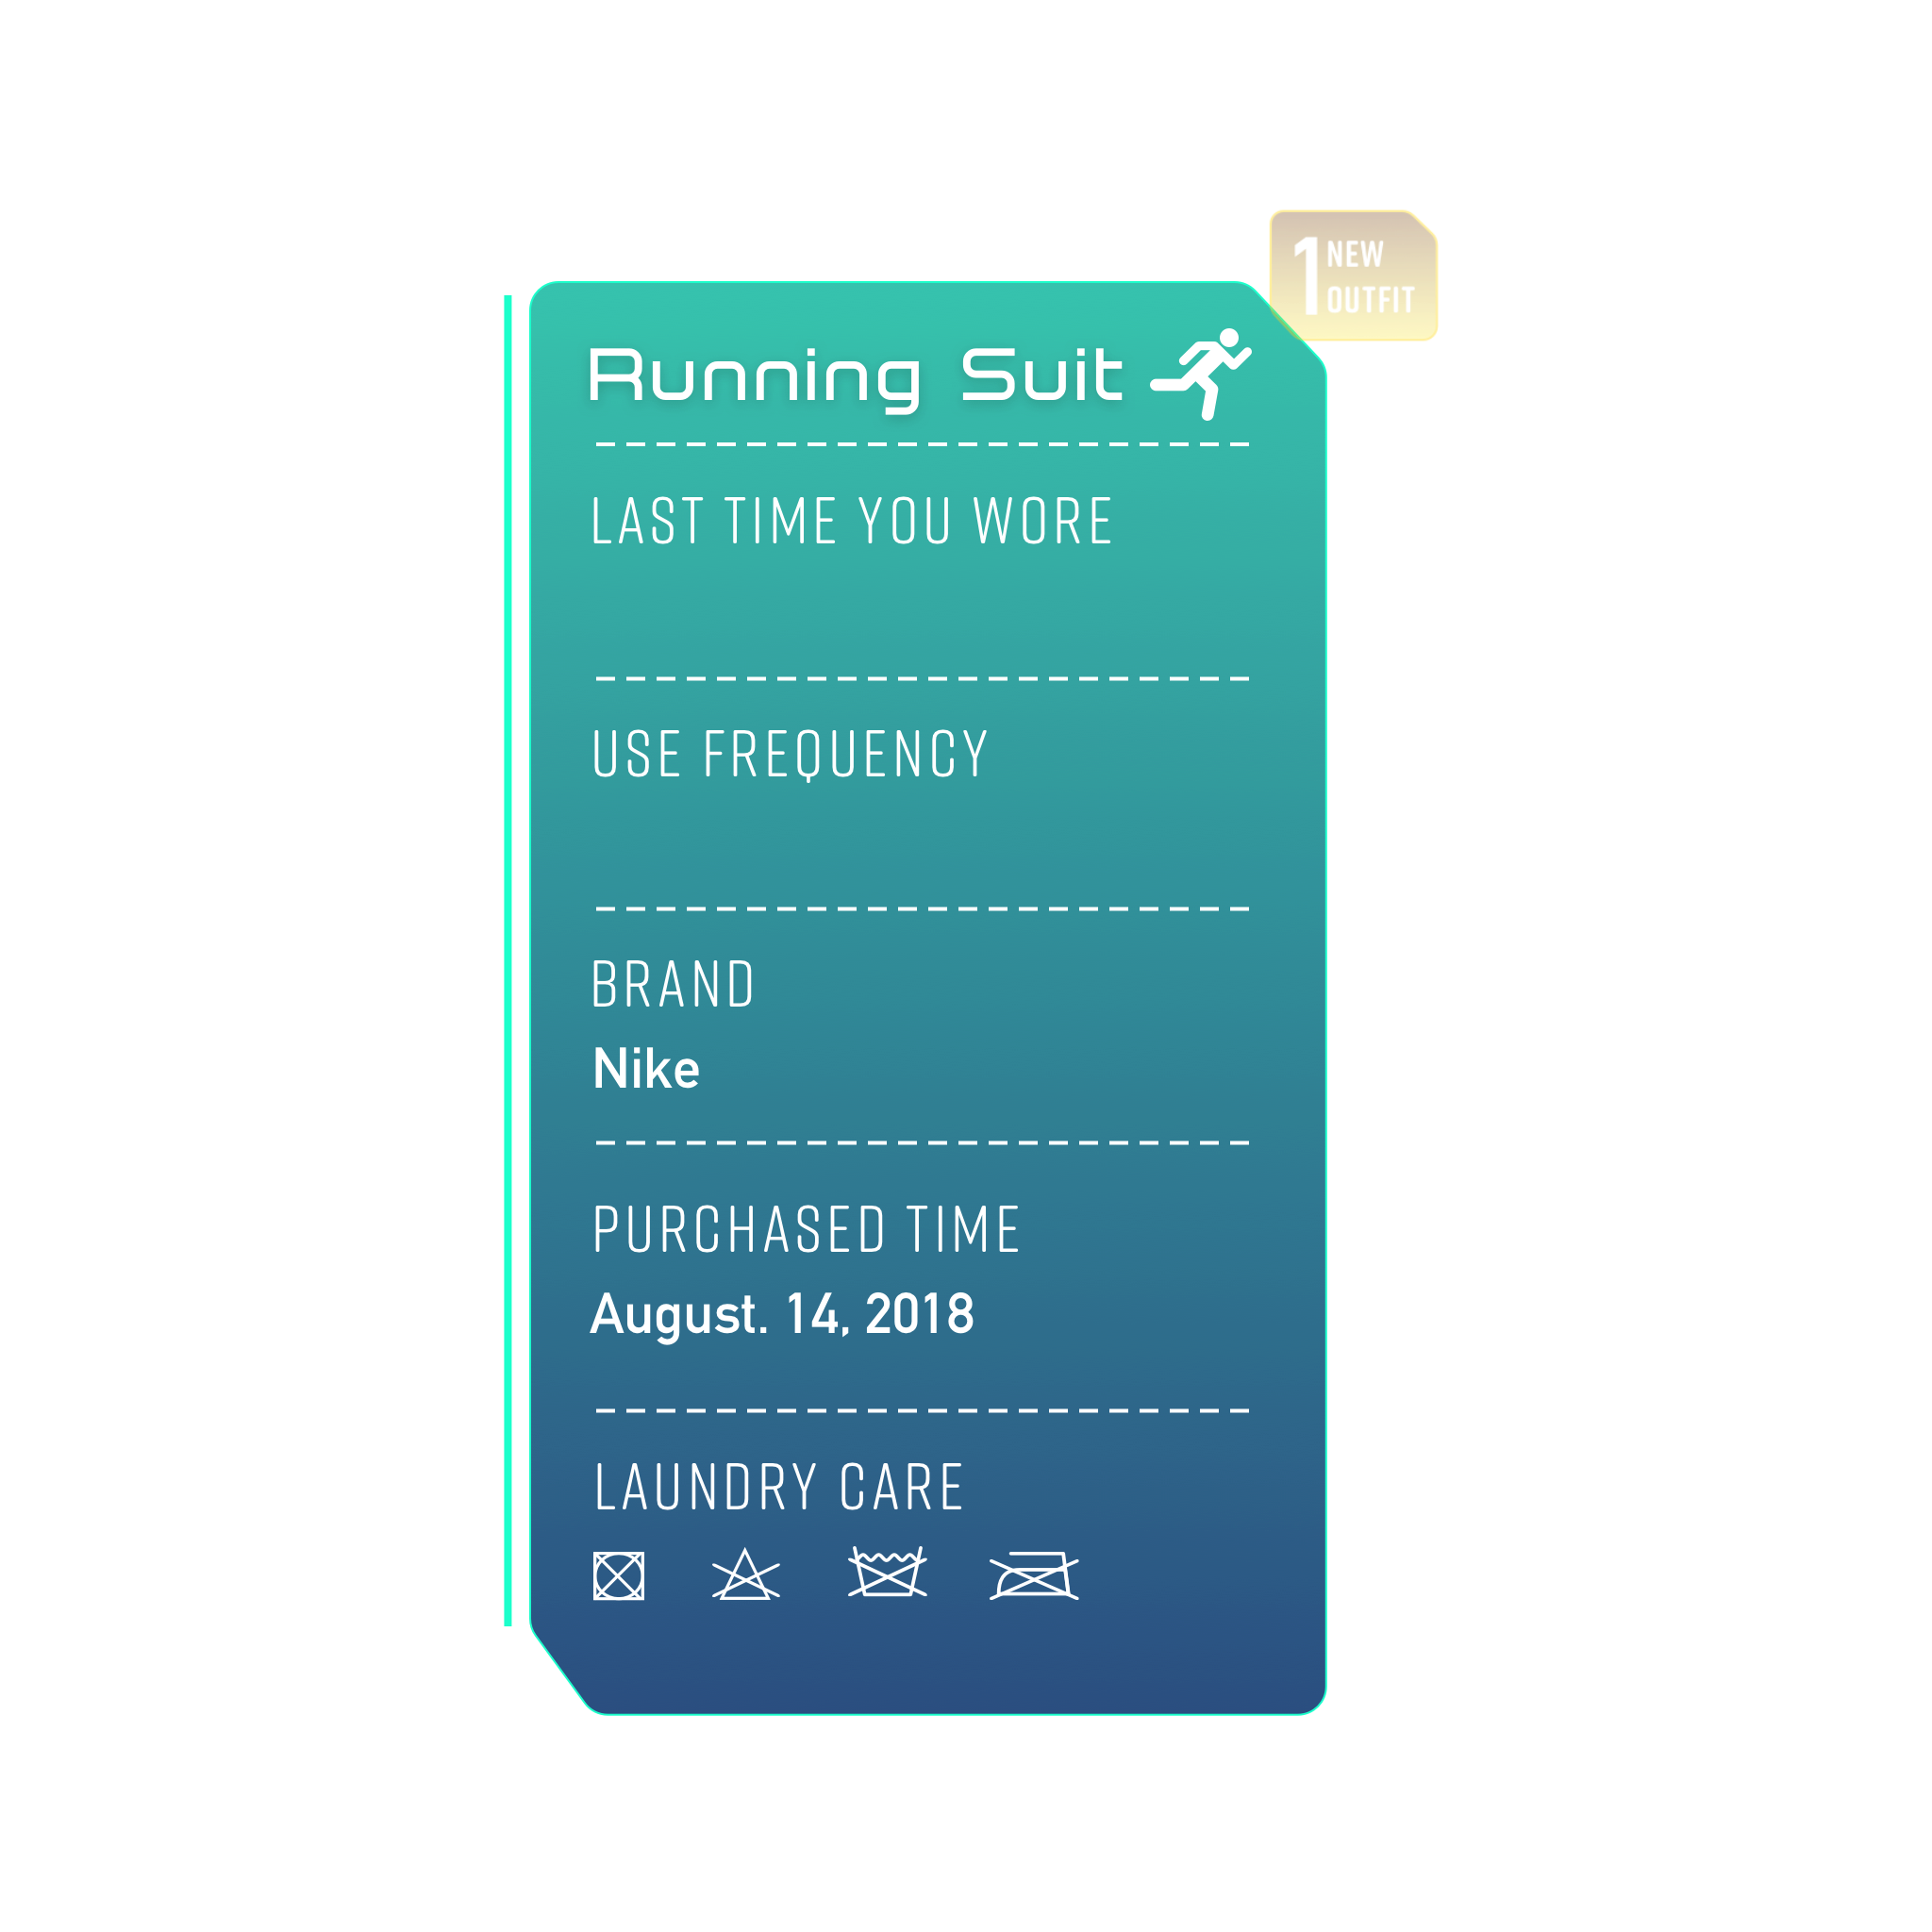 1 NEW
OUTFIT
Running Suit
LAST TIME YOU WORE
USE FREQUENCY
BRAND
Nike
PURCHASED TIME
August. 14, 2018
LAUNDRY CARE